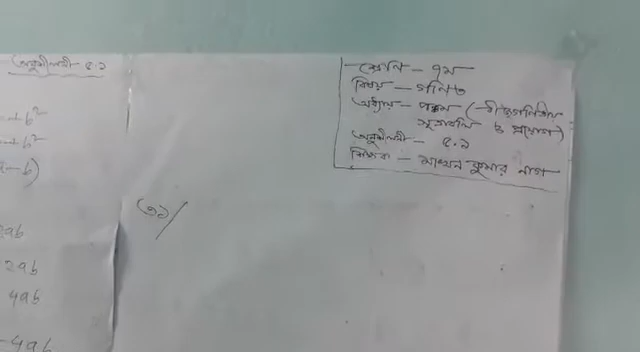 অনুশীলনী- ৫.১
b²
b²
- b)
2ab
2ab
4ab
-4ab
শ্রেণি - ৭ম
বিষয় - গণিত
অধ্যায় - পঞ্চম (বীজগণিতীয়
সূত্রাবলি ও প্রয়োগ)
অনুশীলনী - ৫.১
শিক্ষক - মাখন কুমার নাগ
৩১/